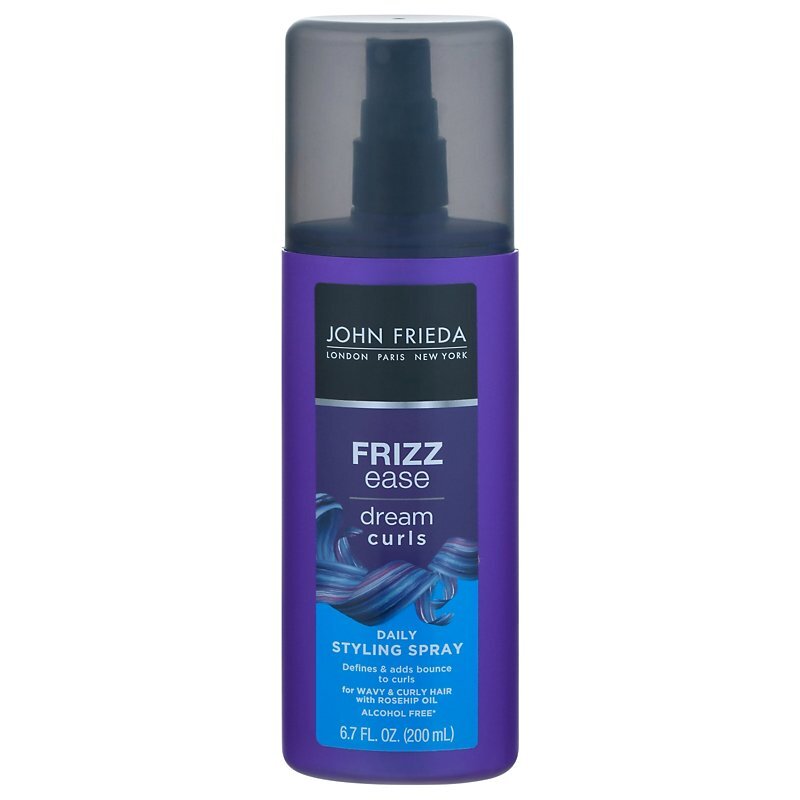 JOHN FRIEDA
LONDON PARIS NEW YORK
FRIZZ
ease
dream
curls
DAILY
STYLING SPRAY
Defines & adds bounce
to curls
for WAVY & CURLY HAIR
with ROSEHIP OIL
ALCOHOL FREE*
6.7 FL. OZ. (200 mL)